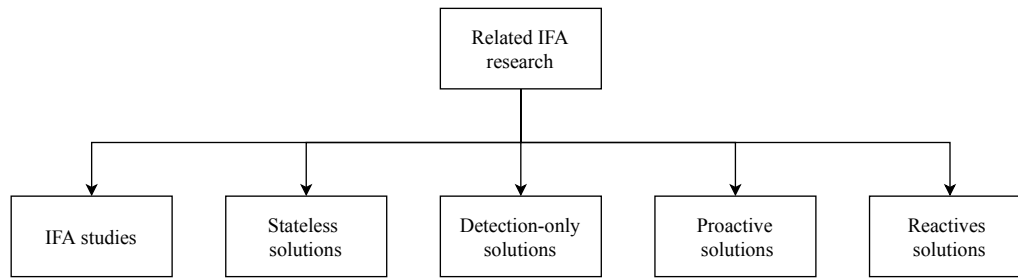 Related IFA
research
IFA studies
Stateless
solutions
Detection-only
solutions
Proactive
solutions
Reactives
solutions